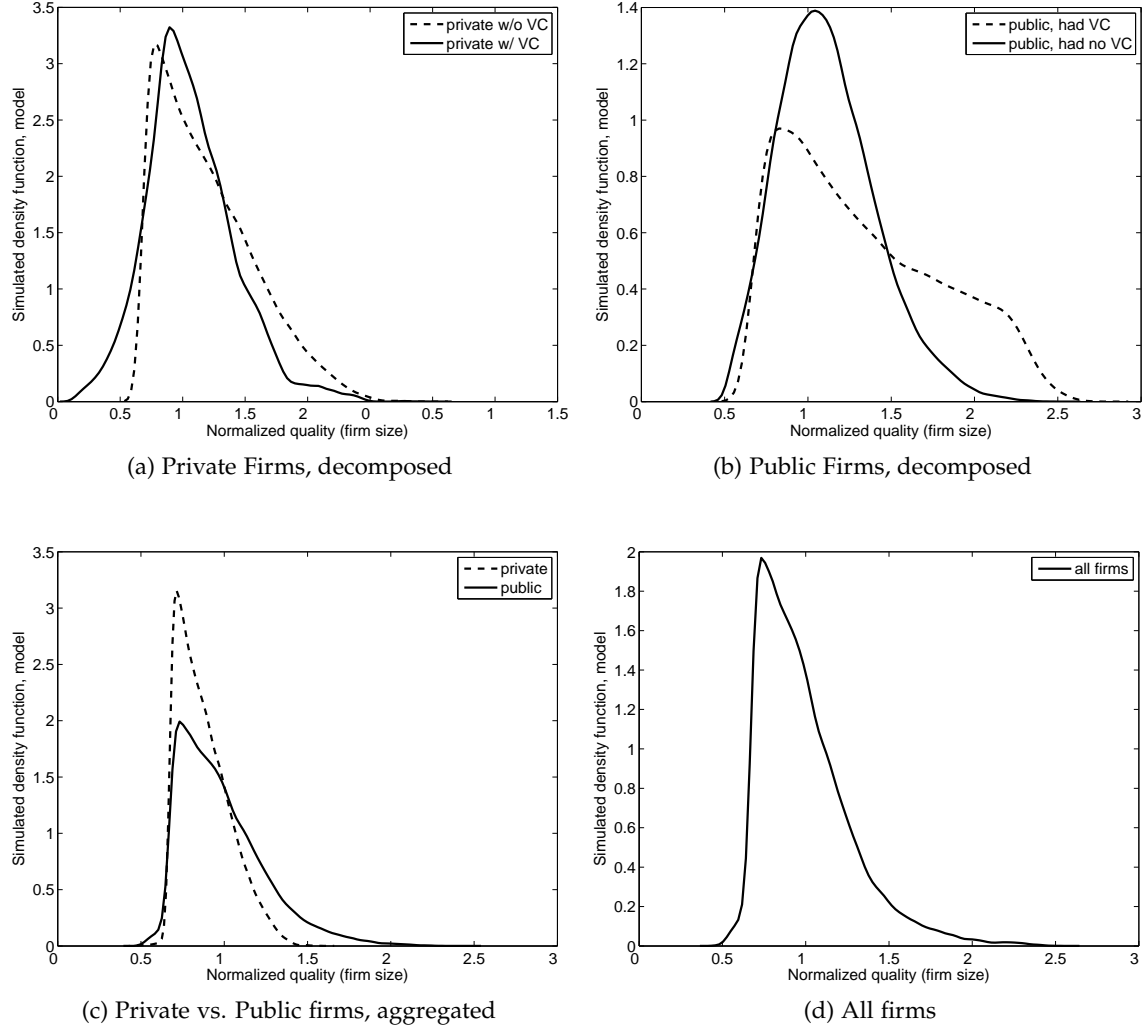 private w/o VC
private w/ VC
Simulated density function, model
3.5
3
2.5
2
1.5
1
0.5
0
0 0.5 1 1.5 2 0 0.5 1 1.5
Normalized quality (firm size)
(a) Private Firms, decomposed
public, had VC
public, had no VC
Simulated density function, model
1.4
1.2
1
0.8
0.6
0.4
0.2
0
0 0.5 1 1.5 2 2.5 3
Normalized quality (firm size)
(b) Public Firms, decomposed
private
public
Simulated density function, model
3.5
3
2.5
2
1.5
1
0.5
0
0 0.5 1 1.5 2 2.5 3
Normalized quality (firm size)
(c) Private vs. Public firms, aggregated
all firms
Simulated density function, model
2
1.8
1.6
1.4
1.2
1
0.8
0.6
0.4
0.2
0
0 0.5 1 1.5 2 2.5 3
Normalized quality (firm size)
(d) All firms